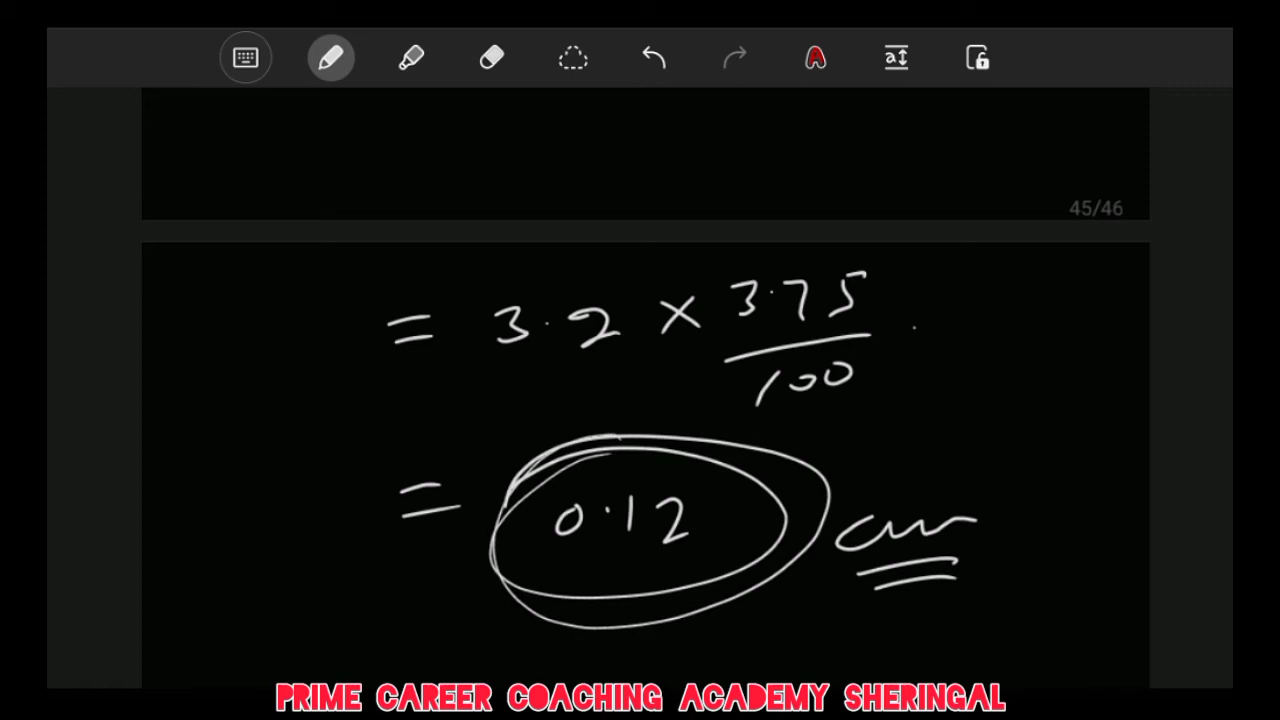 45/46
= 3.2 × 3.75/100
= 0.12 cm
PRIME CAREER COACHING ACADEMY SHERINGAL